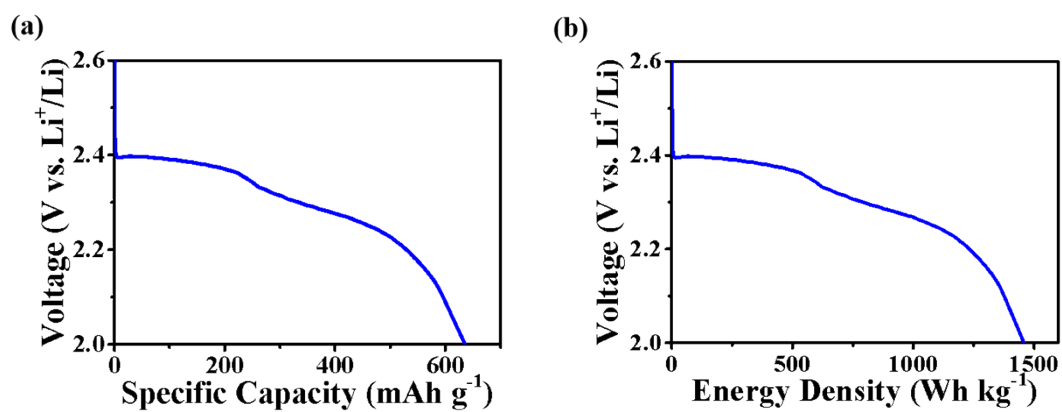 (a)
Voltage (V vs. Li⁺/Li)
2.6
2.4
2.2
2.0
0 200 400 600
Specific Capacity (mAh g⁻¹)
(b)
Voltage (V vs. Li⁺/Li)
2.6
2.4
2.2
2.0
0 500 1000 1500
Energy Density (Wh kg⁻¹)